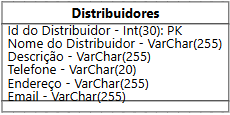 Distribuidores
Id do Distribuidor - Int(30): PK
Nome do Distribuidor - VarChar(255)
Descrição - VarChar(255)
Telefone - VarChar(20)
Endereço - VarChar(255)
Email - VarChar(255)